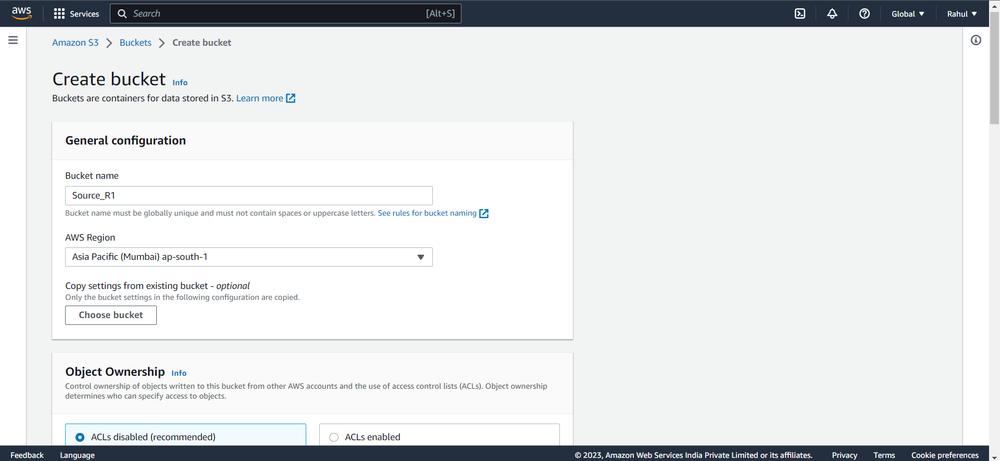 aws Services Search [Alt+S] Global Rahul
Amazon S3 Buckets Create bucket
Create bucket Info
Buckets are containers for data stored in S3. Learn more
General configuration
Bucket name
Source_R1
Bucket name must be globally unique and must not contain spaces or uppercase letters. See rules for bucket naming
AWS Region
Asia Pacific (Mumbai) ap-south-1
Copy settings from existing bucket - optional
Only the bucket settings in the following configuration are copied.
Choose bucket
Object Ownership Info
Control ownership of objects written to this bucket from other AWS accounts and the use of access control lists (ACLs). Object ownership
determines who can specify access to objects.
ACLs disabled (recommended) ACLs enabled
Feedback Language © 2023, Amazon Web Services India Private Limited or its affiliates. Privacy Terms Cookie preferences